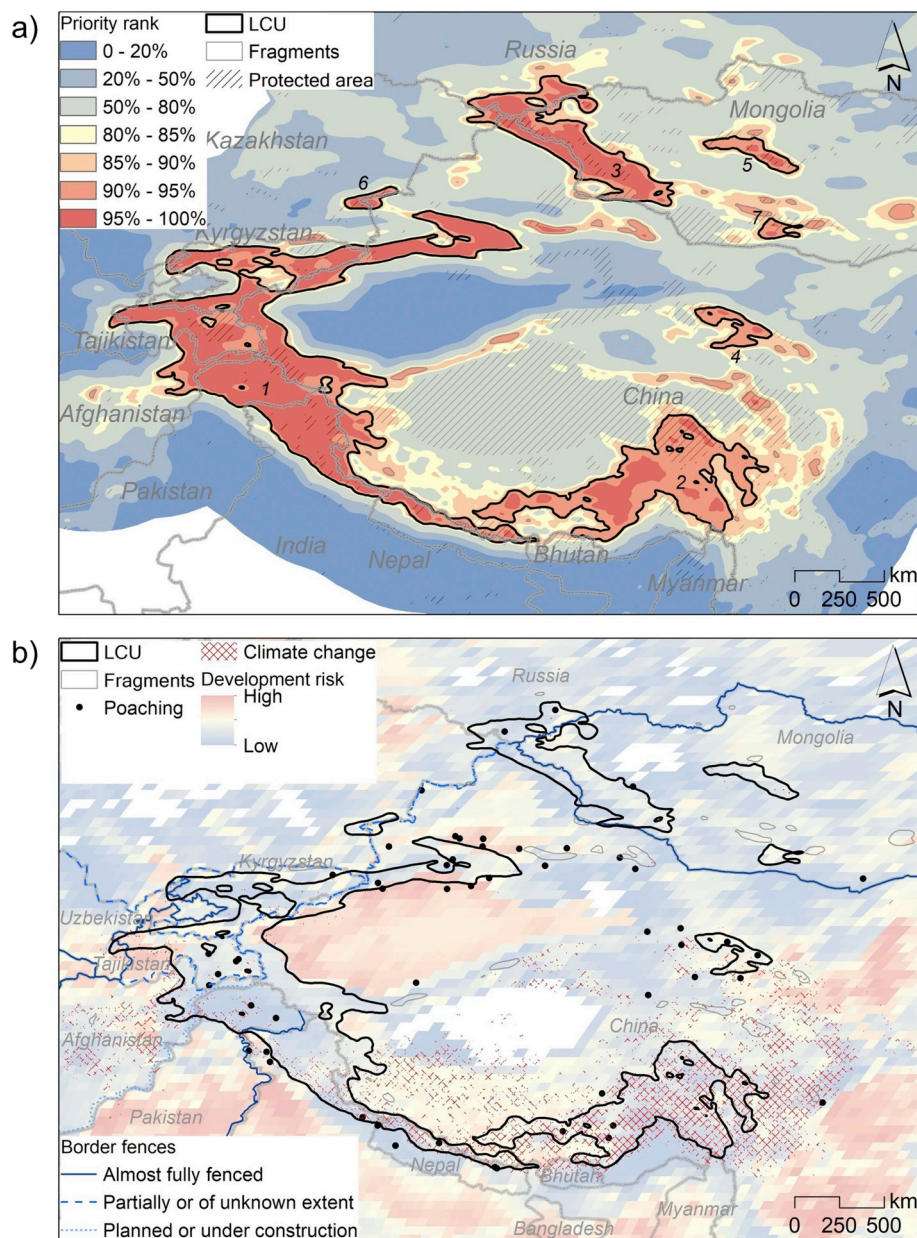 a)
Priority rank
0 - 20%
20% - 50%
50% - 80%
80% - 85%
85% - 90%
90% - 95%
95% - 100%
LCU
Fragments
Protected area
N
Russia
Mongolia
Kazakhstan
3
5
6
7
Kyrgyzstan
Tajikistan
4
1
China
Afghanistan
2
Pakistan
India
Nepal
Bhutan
Myanmar
km
0 250 500
b)
LCU
Fragments
Poaching
Climate change
Development risk
High
Low
N
Russia
Mongolia
Kyrgyzstan
Uzbekistan
Tajikistan
China
Afghanistan
Pakistan
Nepal
Bhutan
Myanmar
Bangladesh
Border fences
Almost fully fenced
Partially or of unknown extent
Planned or under construction
km
0 250 500